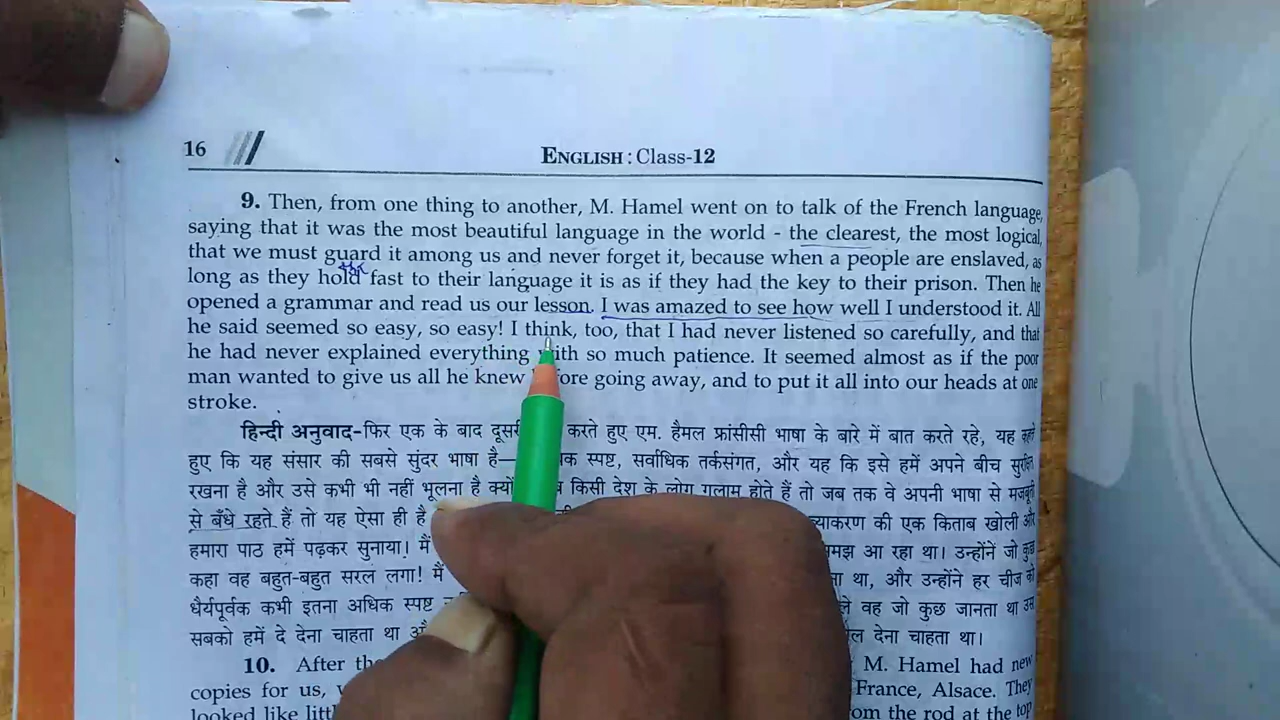 16
ENGLISH : Class-12
9. Then, from one thing to another, M. Hamel went on to talk of the French language,
saying that it was the most beautiful language in the world - the clearest, the most logical,
that we must guard it among us and never forget it, because when a people are enslaved, as
long as they hold fast to their language it is as if they had the key to their prison. Then he
opened a grammar and read us our lesson. I was amazed to see how well I understood it. All
he said seemed so easy, so easy! I think, too, that I had never listened so carefully, and that
he had never explained everything with so much patience. It seemed almost as if the poor
man wanted to give us all he knew before going away, and to put it all into our heads at one
stroke.
हिन्दी अनुवाद-फिर एक के बाद करते हुए एम. हैमल फ्रांसीसी भाषा के बारे में बात करते रहे, यह कहते
हुए कि यह संसार की सबसे सुंदर भाषा है— स्पष्ट, सर्वाधिक तर्कसंगत, और यह कि इसे हमें अपने बीच सुरक्षित
रखना है और उसे कभी भी नहीं भूलना है किसी देश के लोग गुलाम होते हैं तो जब तक वे अपनी भाषा से मजबूती
से बँधे रहते हैं तो यह ऐसा ही है की एक किताब खोली और
हमारा पाठ हमें पढ़कर सुनाया। मैं समझ आ रहा था। उन्होंनें जो कुछ
कहा वह बहुत-बहुत सरल लगा! मैं था, और उन्होंने हर चीज को
धैर्यपूर्वक कभी इतना अधिक स्पष्ट वह जो कुछ जानता था उस
सबको हमें दे देना चाहता था देना चाहता था।
10. After M. Hamel had new
copies for us, France, Alsace. They
looked like from the rod at the top